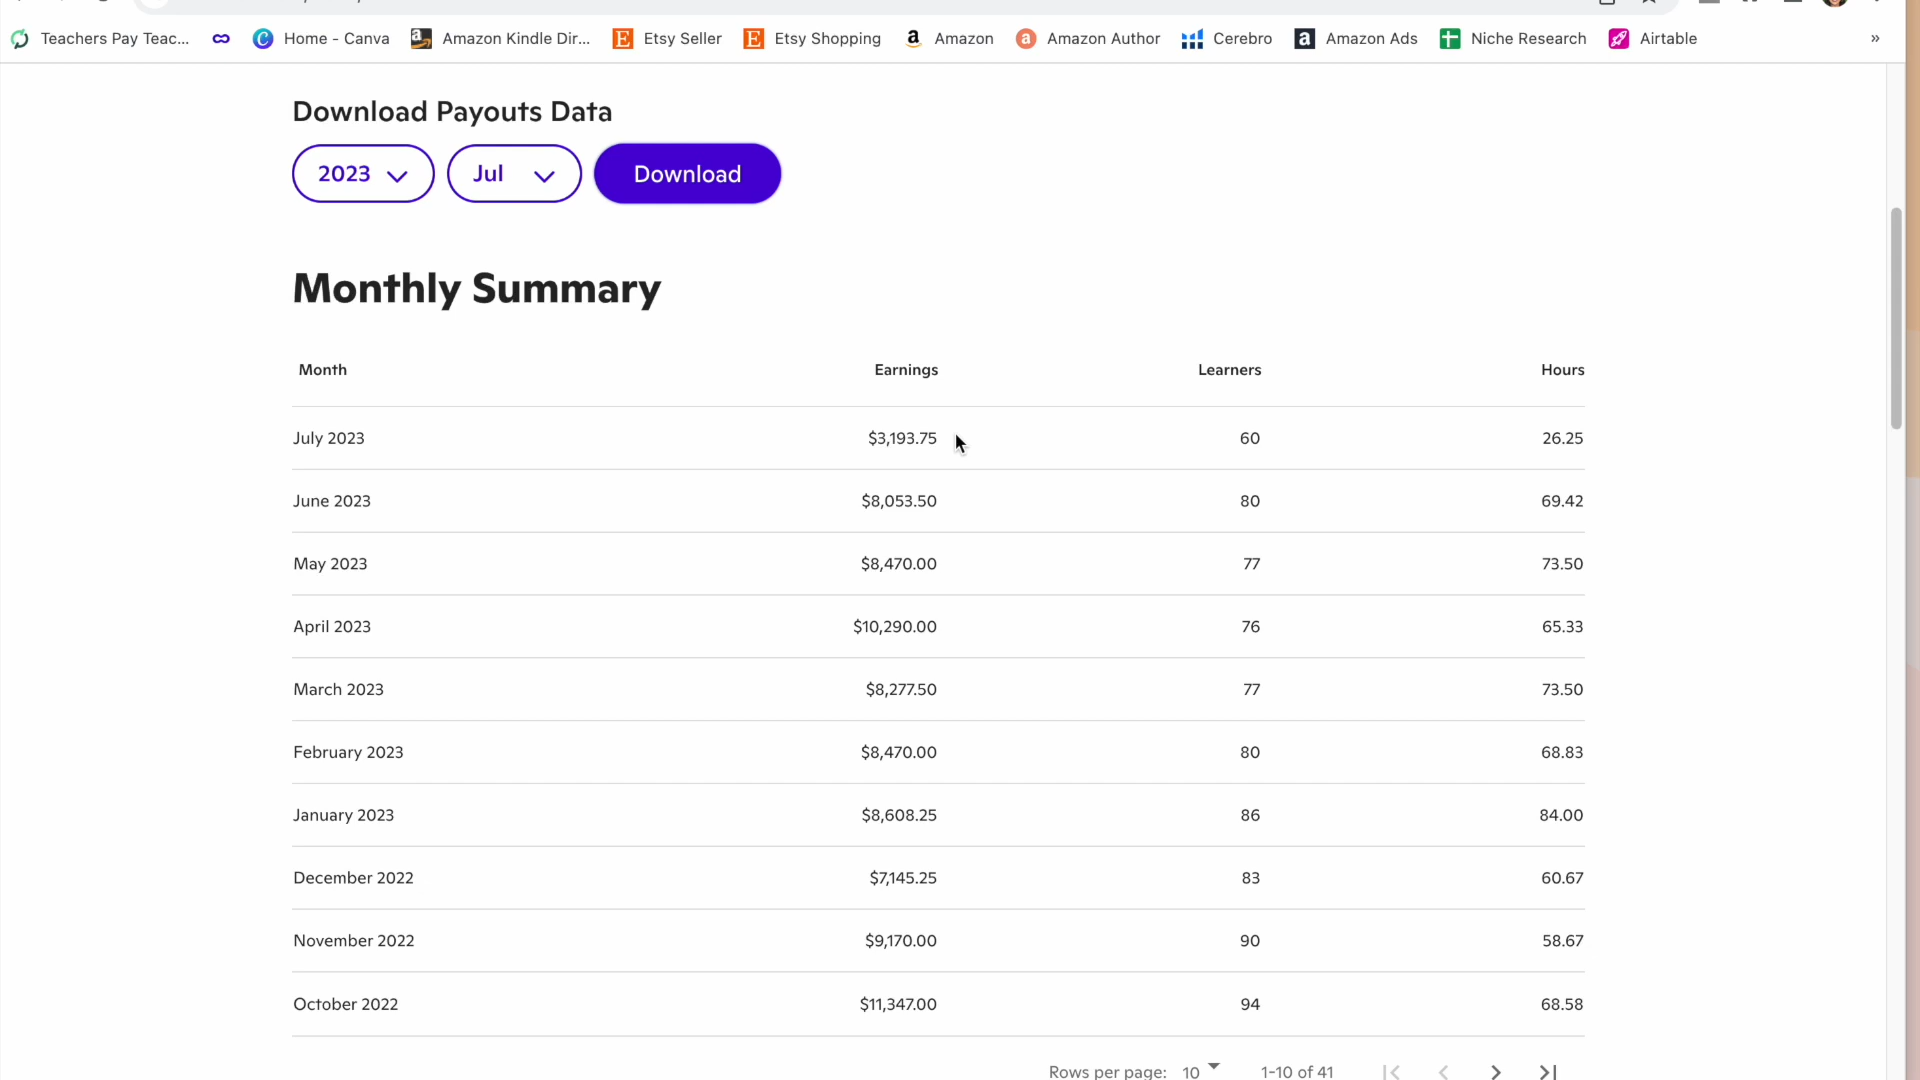 Teachers Pay Teac... Home - Canva Amazon Kindle Dir... Etsy Seller Etsy Shopping Amazon Amazon Author Cerebro Amazon Ads Niche Research Airtable »
Download Payouts Data
2023 Jul Download
Monthly Summary
Month Earnings Learners Hours
July 2023 $3,193.75 60 26.25
June 2023 $8,053.50 80 69.42
May 2023 $8,470.00 77 73.50
April 2023 $10,290.00 76 65.33
March 2023 $8,277.50 77 73.50
February 2023 $8,470.00 80 68.83
January 2023 $8,608.25 86 84.00
December 2022 $7,145.25 83 60.67
November 2022 $9,170.00 90 58.67
October 2022 $11,347.00 94 68.58
Rows per page: 10 1-10 of 41